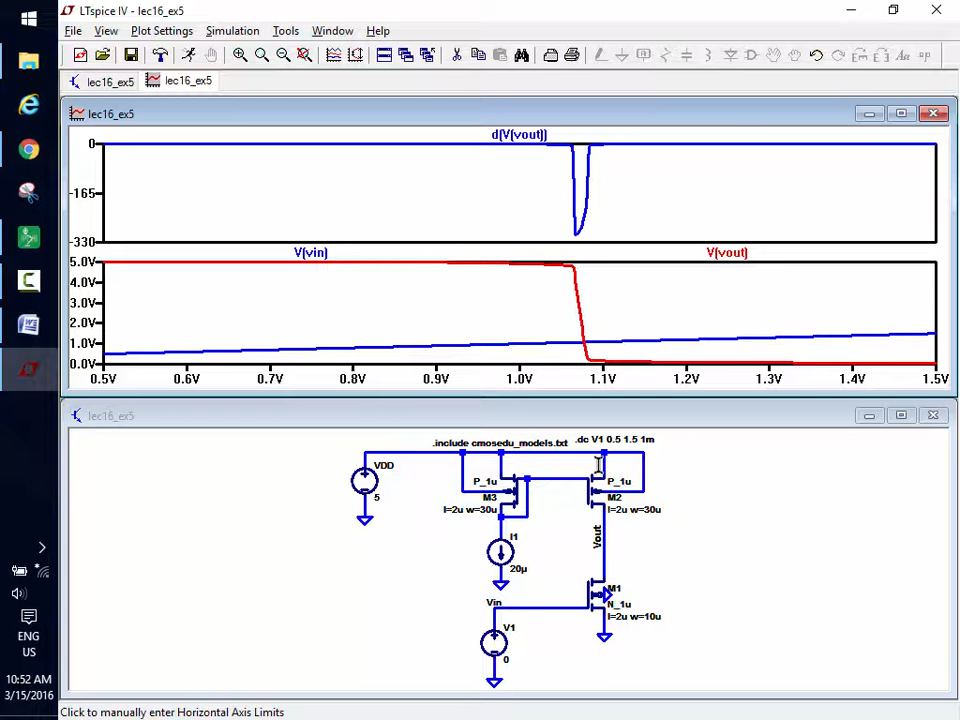 LTspice IV - lec16_ex5
File View Plot Settings Simulation Tools Window Help
lec16_ex5 lec16_ex5
lec16_ex5
d(V(vout))
0
-165
-330
V(vin) V(vout)
5.0V
4.0V
3.0V
2.0V
1.0V
0.0V
0.5V 0.6V 0.7V 0.8V 0.9V 1.0V 1.1V 1.2V 1.3V 1.4V 1.5V
lec16_ex5
.include cmosedu_models.txt .dc V1 0.5 1.5 1m
VDD
5
P_1u
M3
l=2u w=30u
P_1u
M2
l=2u w=30u
I1
20µ
Vout
M1
N_1u
l=2u w=10u
Vin
V1
0
ENG
US
10:52 AM
3/15/2016
Click to manually enter Horizontal Axis Limits